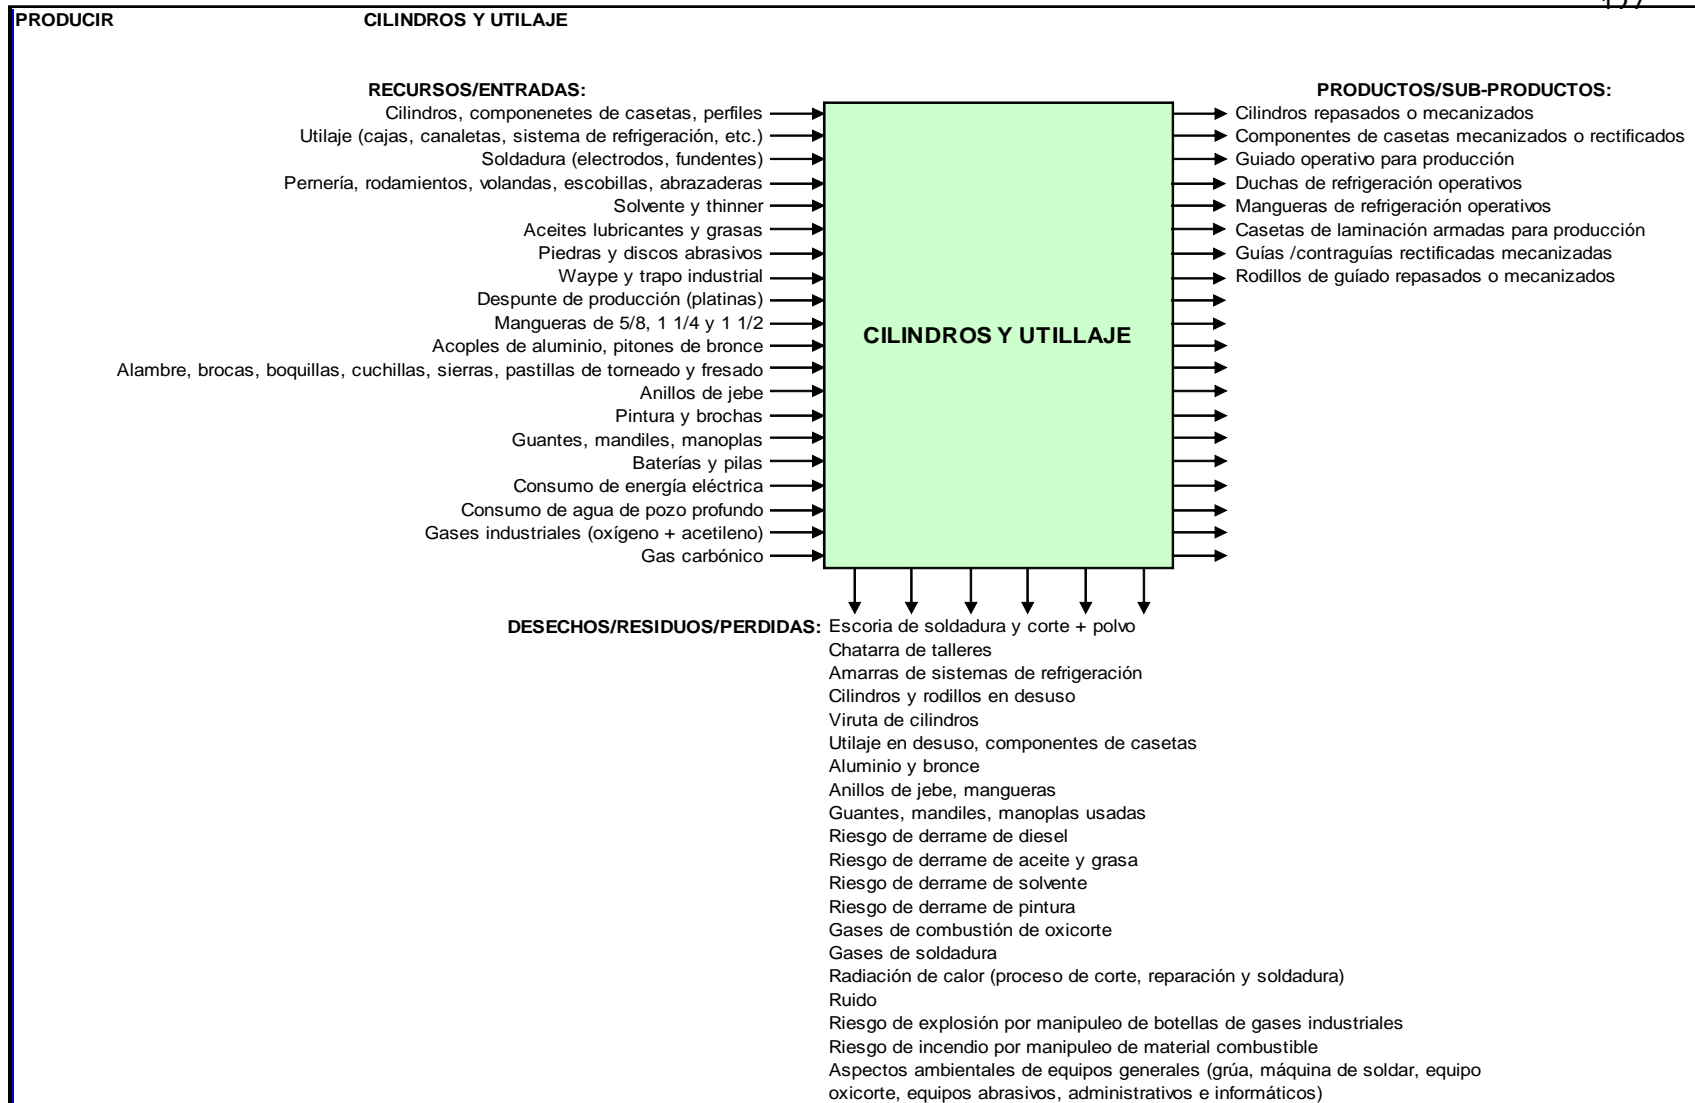 PRODUCIR CILINDROS Y UTILAJE
RECURSOS/ENTRADAS:
Cilindros, componenetes de casetas, perfiles
Utilaje (cajas, canaletas, sistema de refrigeración, etc.)
Soldadura (electrodos, fundentes)
Pernería, rodamientos, volandas, escobillas, abrazaderas
Solvente y thinner
Aceites lubricantes y grasas
Piedras y discos abrasivos
Waype y trapo industrial
Despunte de producción (platinas)
Mangueras de 5/8, 1 1/4 y 1 1/2
Acoples de aluminio, pitones de bronce
Alambre, brocas, boquillas, cuchillas, sierras, pastillas de torneado y fresado
Anillos de jebe
Pintura y brochas
Guantes, mandiles, manoplas
Baterías y pilas
Consumo de energía eléctrica
Consumo de agua de pozo profundo
Gases industriales (oxígeno + acetileno)
Gas carbónico
CILINDROS Y UTILLAJE
PRODUCTOS/SUB-PRODUCTOS:
Cilindros repasados o mecanizados
Componentes de casetas mecanizados o rectificados
Guiado operativo para producción
Duchas de refrigeración operativos
Mangueras de refrigeración operativos
Casetas de laminación armadas para producción
Guías /contraguías rectificadas mecanizadas
Rodillos de guíado repasados o mecanizados
DESECHOS/RESIDUOS/PERDIDAS: Escoria de soldadura y corte + polvo
Chatarra de talleres
Amarras de sistemas de refrigeración
Cilindros y rodillos en desuso
Viruta de cilindros
Utilaje en desuso, componentes de casetas
Aluminio y bronce
Anillos de jebe, mangueras
Guantes, mandiles, manoplas usadas
Riesgo de derrame de diesel
Riesgo de derrame de aceite y grasa
Riesgo de derrame de solvente
Riesgo de derrame de pintura
Gases de combustión de oxicorte
Gases de soldadura
Radiación de calor (proceso de corte, reparación y soldadura)
Ruido
Riesgo de explosión por manipuleo de botellas de gases industriales
Riesgo de incendio por manipuleo de material combustible
Aspectos ambientales de equipos generales (grúa, máquina de soldar, equipo
oxicorte, equipos abrasivos, administrativos e informáticos)